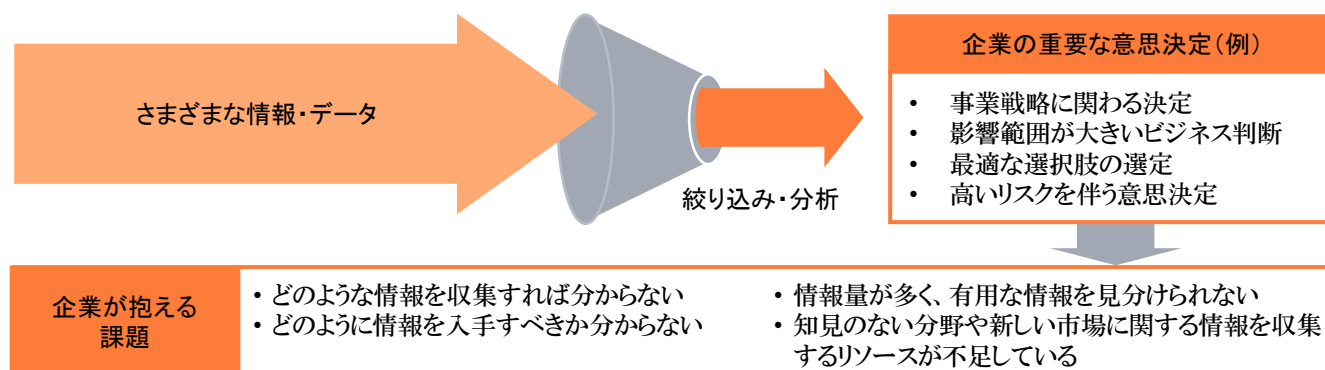 さまざまな情報・データ
絞り込み・分析
企業の重要な意思決定(例)
• 事業戦略に関わる決定
• 影響範囲が大きいビジネス判断
• 最適な選択肢の選定
• 高いリスクを伴う意思決定
企業が抱える
課題
• どのような情報を収集すれば分からない
• どのように情報を入手すべきか分からない
• 情報量が多く、有用な情報を見分けられない
• 知見のない分野や新しい市場に関する情報を収集
するリソースが不足している